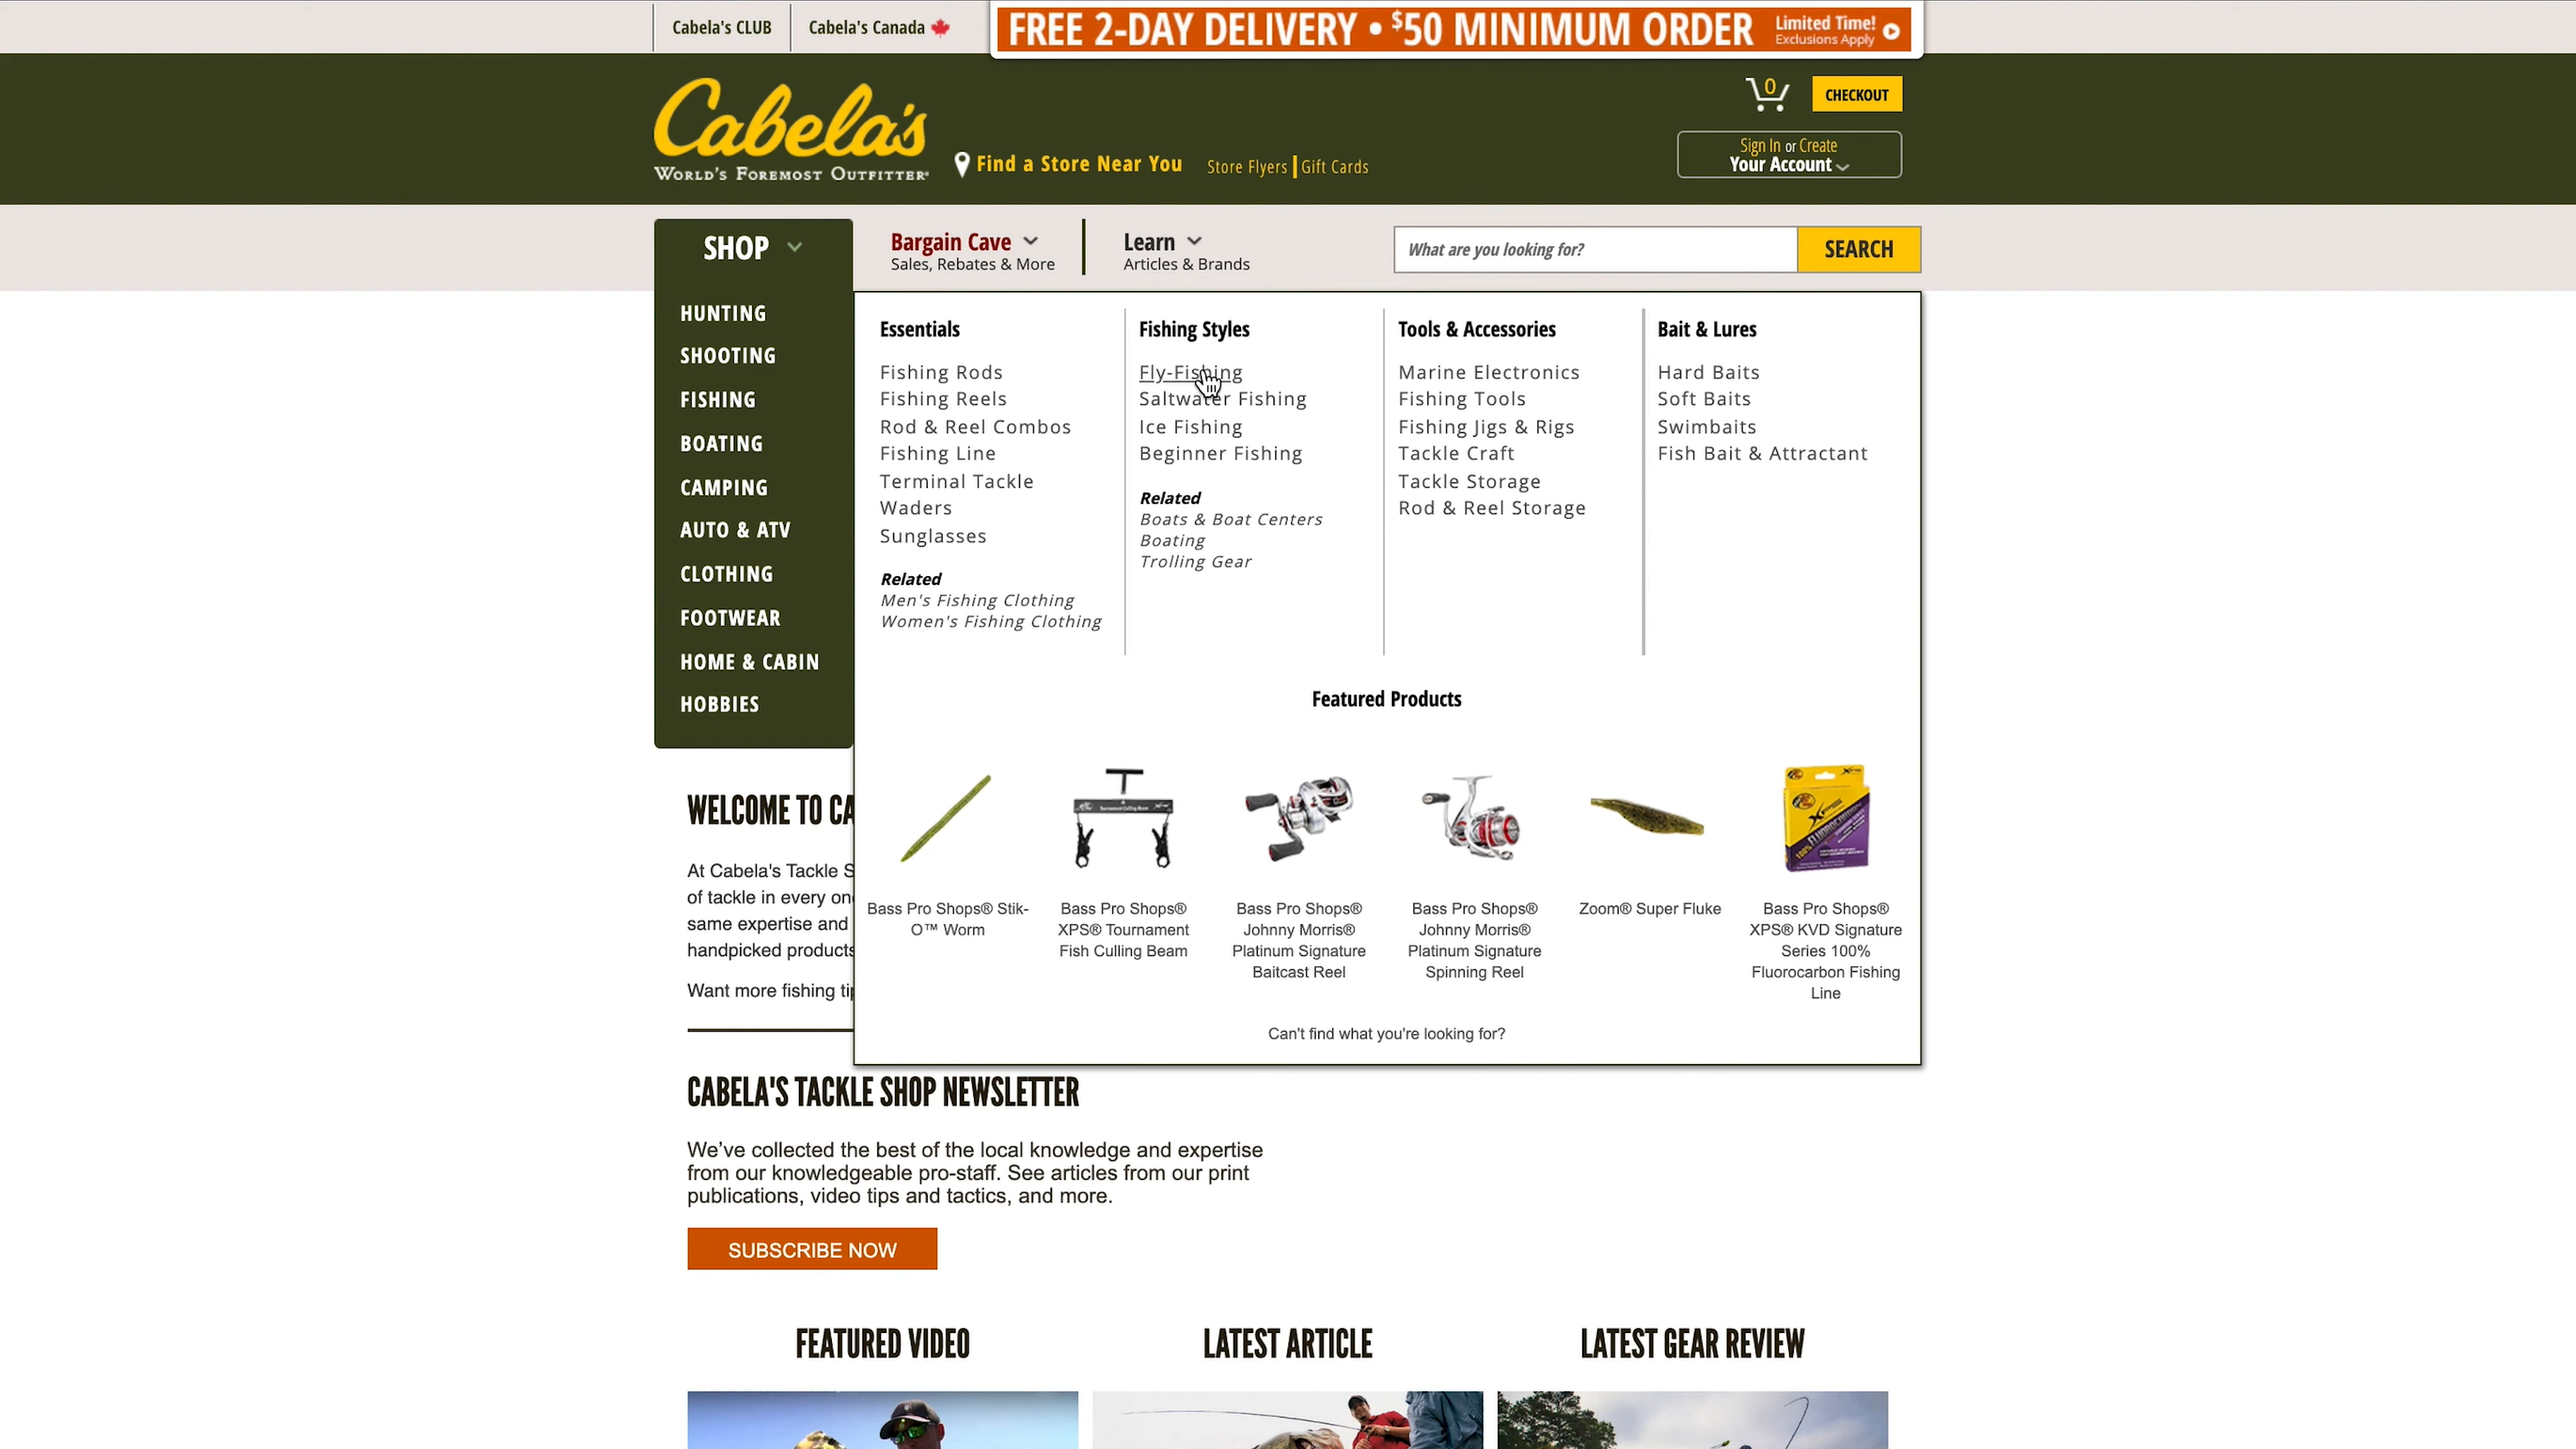 Cabela's CLUB
Cabela's Canada
FREE 2-DAY DELIVERY • $50 MINIMUM ORDER
Limited Time!
Exclusions Apply
Cabela's
WORLD'S FOREMOST OUTFITTER®
Find a Store Near You
Store Flyers | Gift Cards
0
CHECKOUT
Sign In or Create
Your Account
SHOP
Bargain Cave
Sales, Rebates & More
Learn
Articles & Brands
What are you looking for?
SEARCH
HUNTING
SHOOTING
FISHING
BOATING
CAMPING
AUTO & ATV
CLOTHING
FOOTWEAR
HOME & CABIN
HOBBIES
Essentials
Fishing Rods
Fishing Reels
Rod & Reel Combos
Fishing Line
Terminal Tackle
Waders
Sunglasses
Related
Men's Fishing Clothing
Women's Fishing Clothing
Fishing Styles
Fly-Fishing
Saltwater Fishing
Ice Fishing
Beginner Fishing
Related
Boats & Boat Centers
Boating
Trolling Gear
Tools & Accessories
Marine Electronics
Fishing Tools
Fishing Jigs & Rigs
Tackle Craft
Tackle Storage
Rod & Reel Storage
Bait & Lures
Hard Baits
Soft Baits
Swimbaits
Fish Bait & Attractant
Featured Products
Bass Pro Shops® Stik-
O™ Worm
Bass Pro Shops®
XPS® Tournament
Fish Culling Beam
Bass Pro Shops®
Johnny Morris®
Platinum Signature
Baitcast Reel
Bass Pro Shops®
Johnny Morris®
Platinum Signature
Spinning Reel
Zoom® Super Fluke
Bass Pro Shops®
XPS® KVD Signature
Series 100%
Fluorocarbon Fishing
Line
Can't find what you're looking for?
WELCOME TO CA
At Cabela's Tackle S
of tackle in every on
same expertise and
handpicked products
Want more fishing ti
CABELA'S TACKLE SHOP NEWSLETTER
We've collected the best of the local knowledge and expertise
from our knowledgeable pro-staff. See articles from our print
publications, video tips and tactics, and more.
SUBSCRIBE NOW
FEATURED VIDEO
LATEST ARTICLE
LATEST GEAR REVIEW